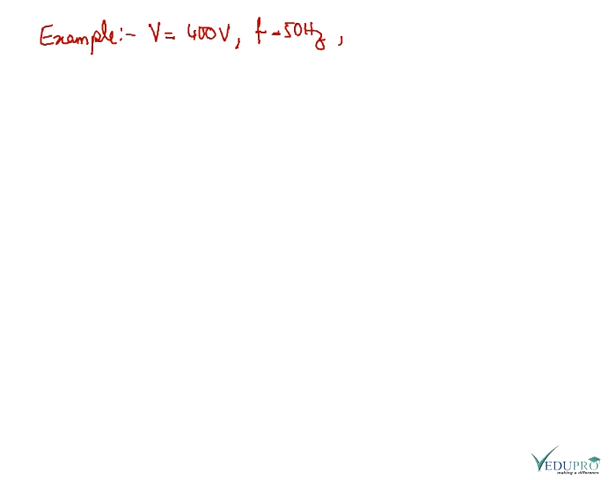 Example:- V = 400V, f = 50Hz,
VEDUPRO
making a difference